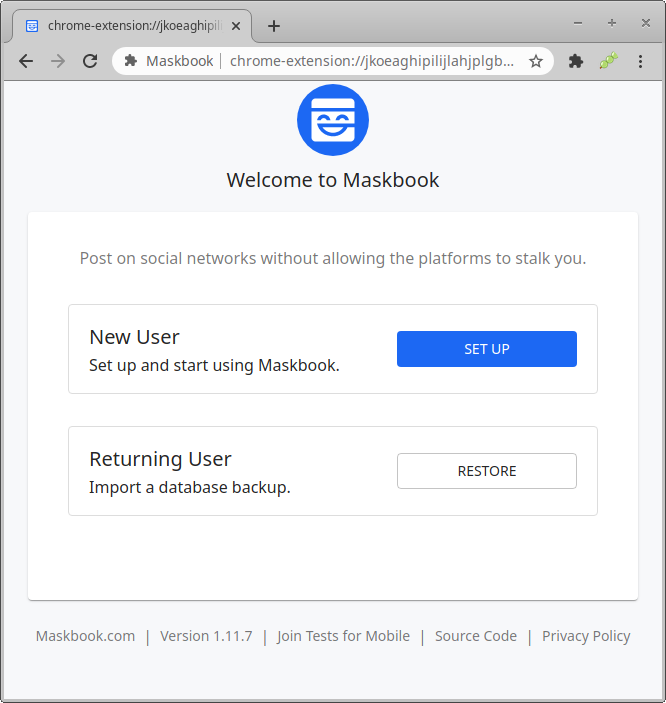 chrome-extension://jkoeaghipili
Maskbook | chrome-extension://jkoeaghipilijlahjplgb...
Welcome to Maskbook
Post on social networks without allowing the platforms to stalk you.
New User
Set up and start using Maskbook.
SET UP
Returning User
Import a database backup.
RESTORE
Maskbook.com | Version 1.11.7 | Join Tests for Mobile | Source Code | Privacy Policy